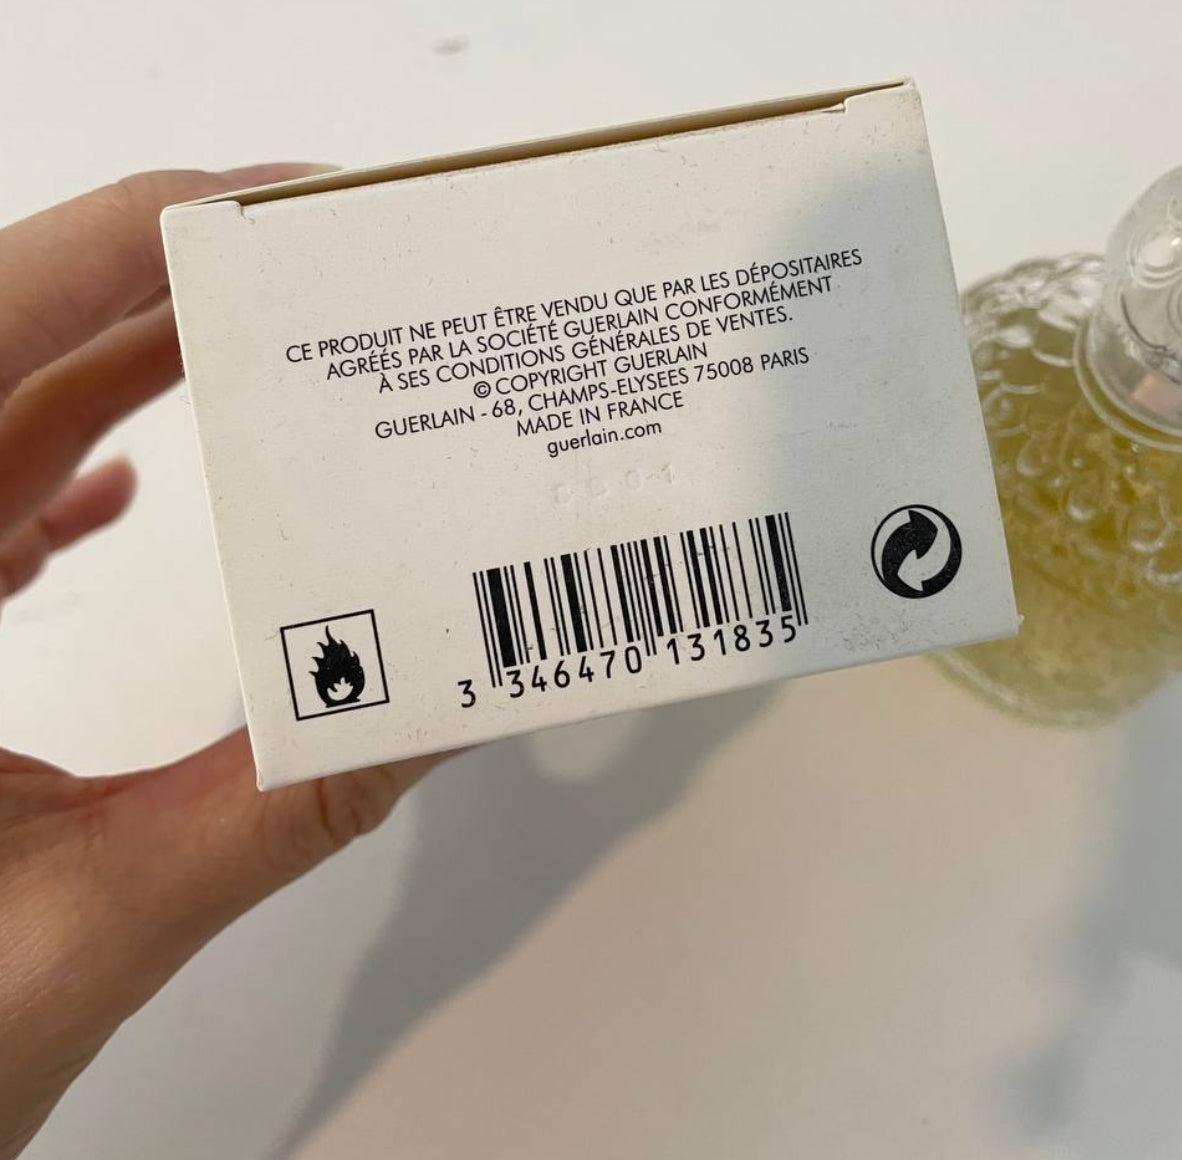 CE PRODUIT NE PEUT ÊTRE VENDU QUE PAR LES DÉPOSITAIRES
AGRÉÉS PAR LA SOCIÉTÉ GUERLAIN CONFORMÉMENT
À SES CONDITIONS GÉNÉRALES DE VENTES.
© COPYRIGHT GUERLAIN
GUERLAIN - 68, CHAMPS-ELYSEES 75008 PARIS
MADE IN FRANCE
guerlain.com
3 346470 131835